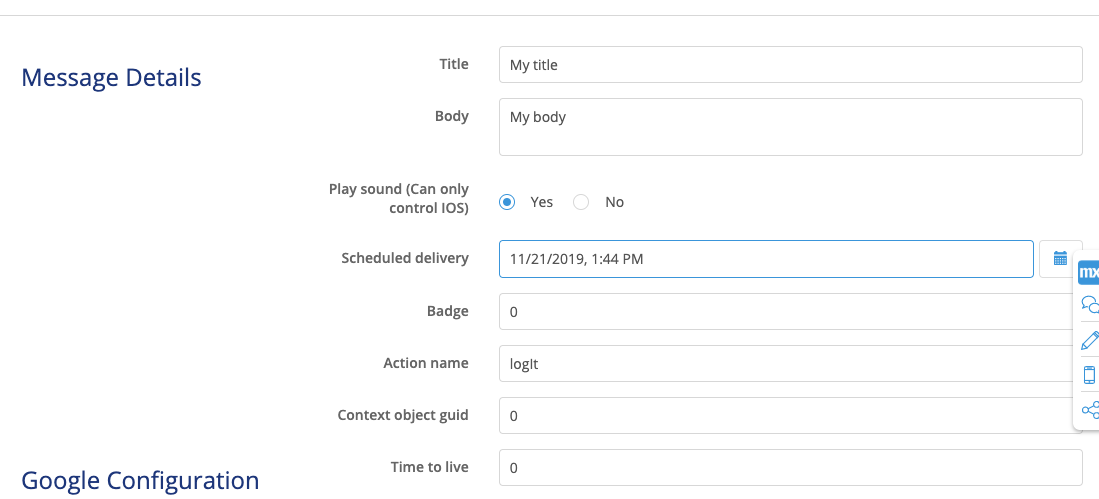 Message Details
Title
My title
Body
My body
Play sound (Can only
control IOS)
Yes
No
Scheduled delivery
11/21/2019, 1:44 PM
Badge
0
Action name
logIt
Context object guid
0
Google Configuration
Time to live
0
mx